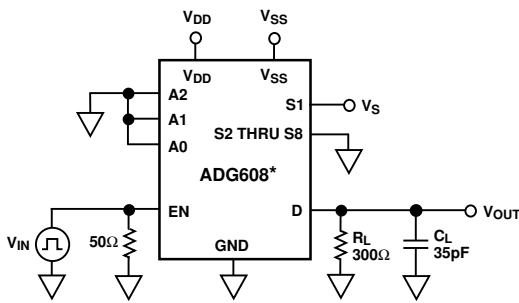 VDD VSS
VDD VSS
A2
A1
A0
S1 VS
S2 THRU S8
ADG608*
EN D VOUT
VIN 50Ω
GND
RL
300Ω
CL
35pF